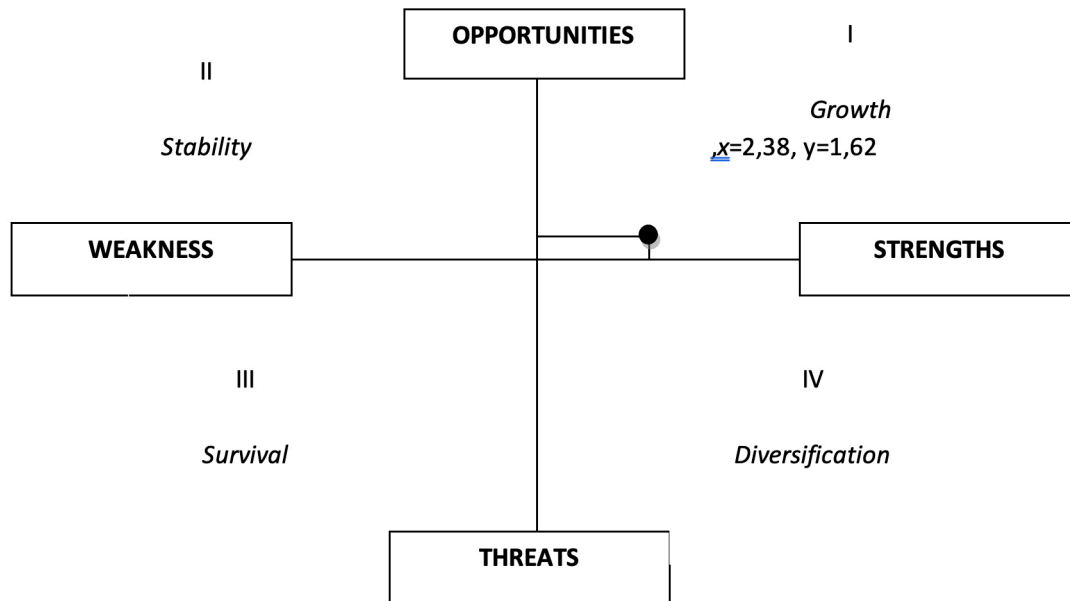 OPPORTUNITIES
I
II
Growth
Stability
,x=2,38, y=1,62
WEAKNESS
STRENGTHS
III
IV
Survival
Diversification
THREATS